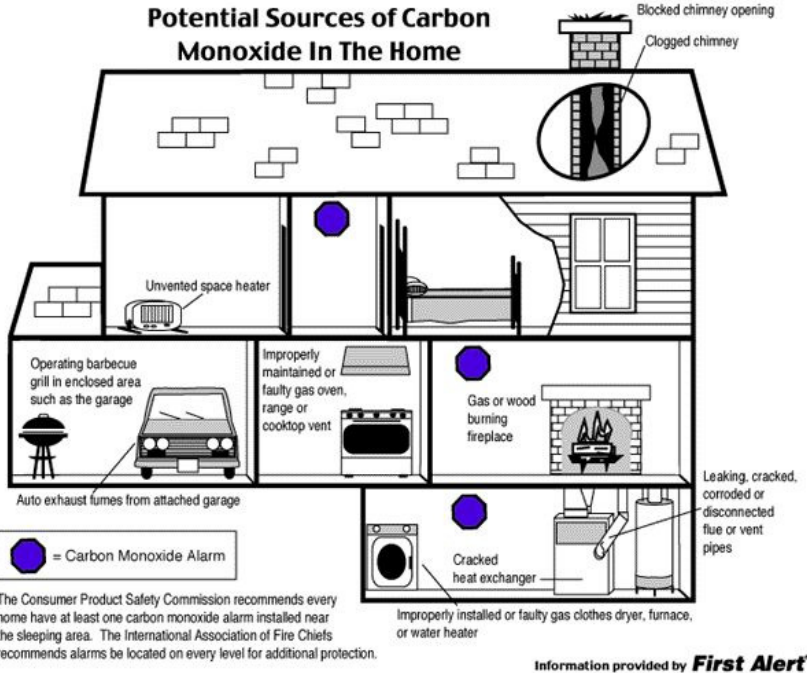 Potential Sources of Carbon
Monoxide In The Home
Blocked chimney opening
Clogged chimney
Unvented space heater
Operating barbecue
grill in enclosed area
such as the garage
Improperly
maintained or
faulty gas oven,
range or
cooktop vent
Gas or wood
burning
fireplace
Auto exhaust fumes from attached garage
Leaking, cracked,
corroded or
disconnected
flue or vent
pipes
= Carbon Monoxide Alarm
Cracked
heat exchanger
Improperly installed or faulty gas clothes dryer, furnace,
or water heater
The Consumer Product Safety Commission recommends every
home have at least one carbon monoxide alarm installed near
the sleeping area. The International Association of Fire Chiefs
recommends alarms be located on every level for additional protection.
Information provided by First Alert